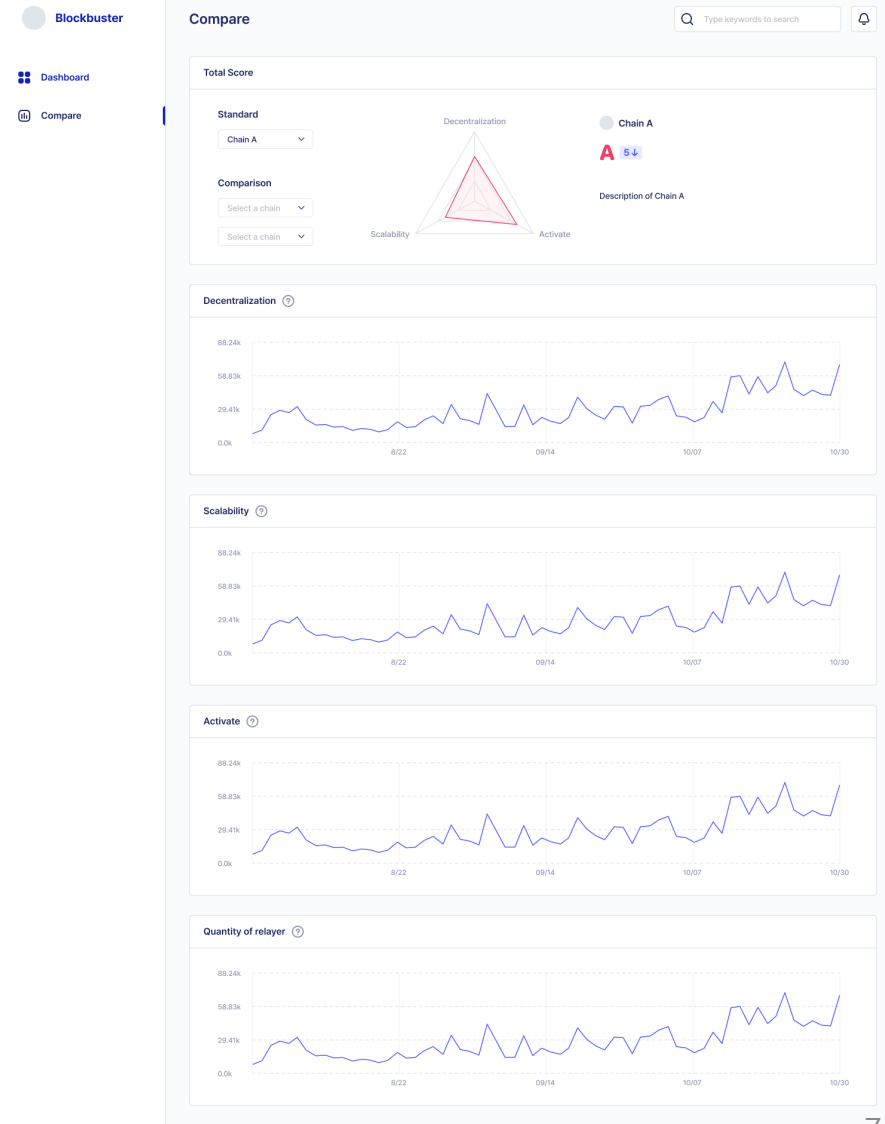 Blockbuster
Compare
Type keywords to search
Dashboard
Compare
Total Score
Standard
Chain A
Comparison
Select a chain
Select a chain
Decentralization
Scalability
Activate
Chain A
A 5↓
Description of Chain A
Decentralization ?
88.24k
58.83k
29.41k
0.0k
8/22 09/14 10/07 10/30
Scalability ?
88.24k
58.83k
29.41k
0.0k
8/22 09/14 10/07 10/30
Activate ?
88.24k
58.83k
29.41k
0.0k
8/22 09/14 10/07 10/30
Quantity of relayer ?
88.24k
58.83k
29.41k
0.0k
8/22 09/14 10/07 10/30